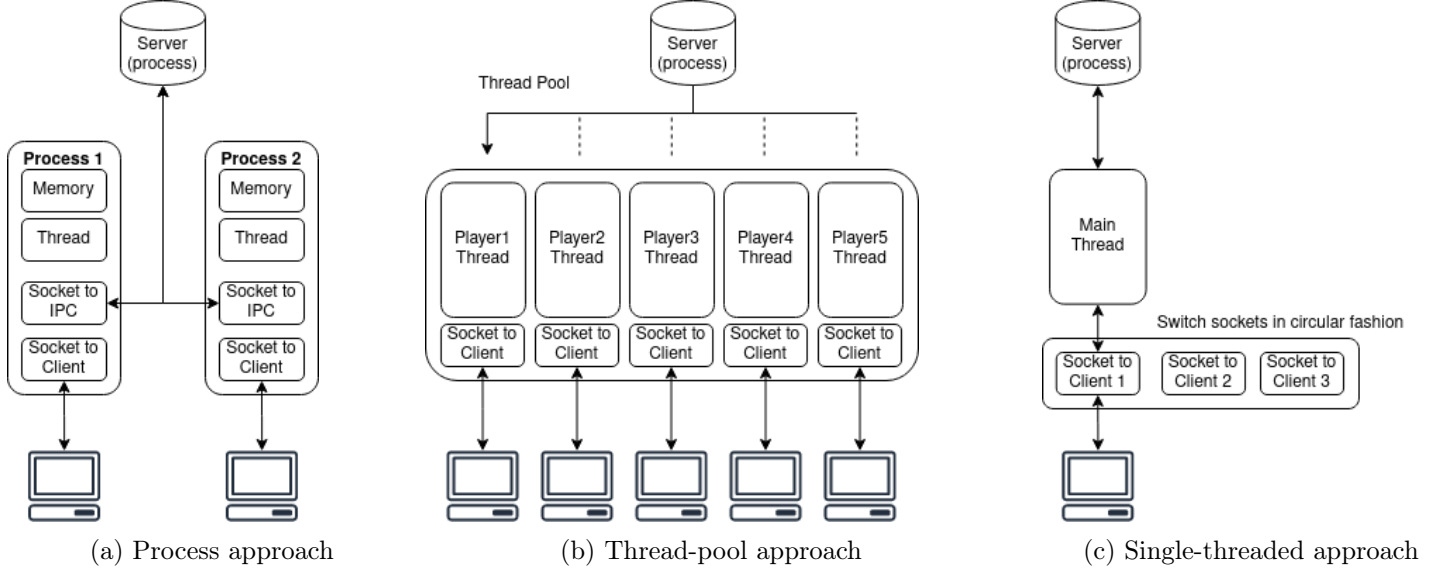 Server
(process)
Process 1
Memory
Thread
Socket to
IPC
Socket to
Client
Process 2
Memory
Thread
Socket to
IPC
Socket to
Client
(a) Process approach
Server
(process)
Thread Pool
Player1
Thread
Player2
Thread
Player3
Thread
Player4
Thread
Player5
Thread
Socket to
Client
Socket to
Client
Socket to
Client
Socket to
Client
Socket to
Client
(b) Thread-pool approach
Server
(process)
Main
Thread
Switch sockets in circular fashion
Socket to
Client 1
Socket to
Client 2
Socket to
Client 3
(c) Single-threaded approach